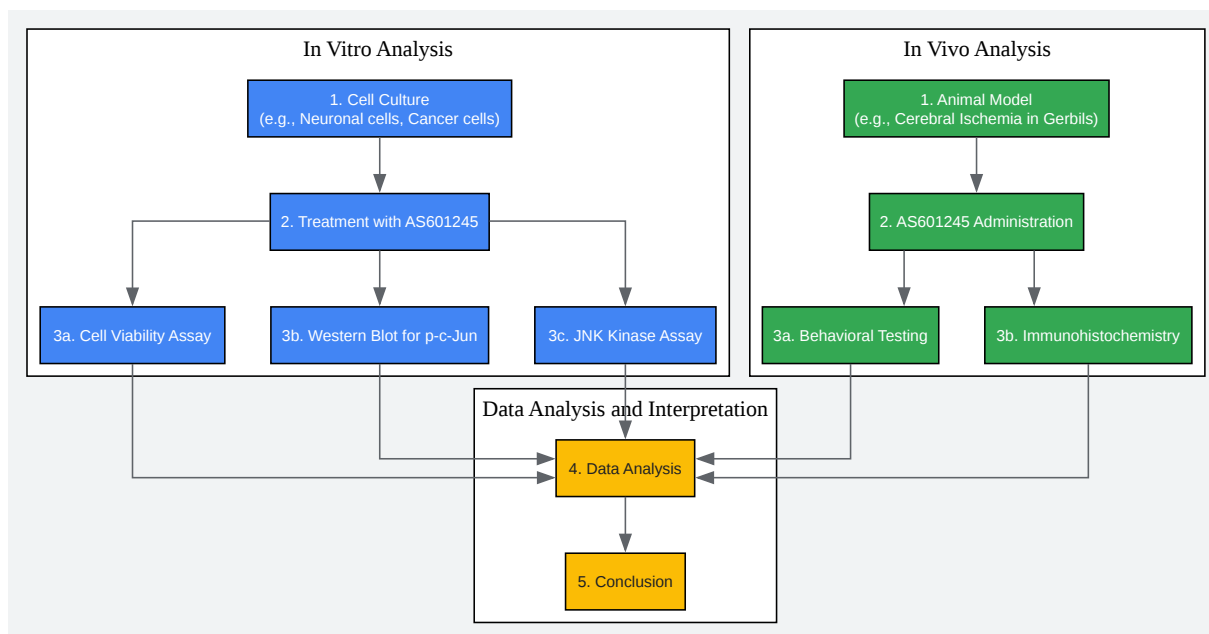 In Vitro Analysis
1. Cell Culture
(e.g., Neuronal cells, Cancer cells)
2. Treatment with AS601245
3a. Cell Viability Assay
3b. Western Blot for p-c-Jun
3c. JNK Kinase Assay
In Vivo Analysis
1. Animal Model
(e.g., Cerebral Ischemia in Gerbils)
2. AS601245 Administration
3a. Behavioral Testing
3b. Immunohistochemistry
Data Analysis and Interpretation
4. Data Analysis
5. Conclusion